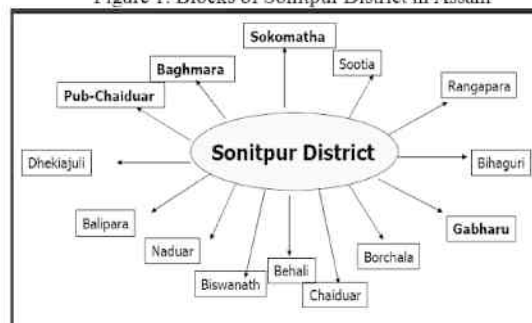 Figure 1: Blocks of Sonitpur District in Assam
Sokomatha
Sootia
Baghmara
Rangapara
Pub-Chaiduar
Sonitpur District
Dhekiajuli
Bihaguri
Balipara
Gabharu
Naduar
Borchala
Behali
Biswanath
Chaiduar